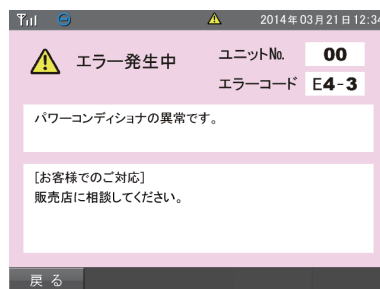 2014年03月21日12:34
エラー発生中
ユニットNo. 00
エラーコード E4-3
パワーコンディショナの異常です。
[お客様でのご対応]
販売店に相談してください。
戻る